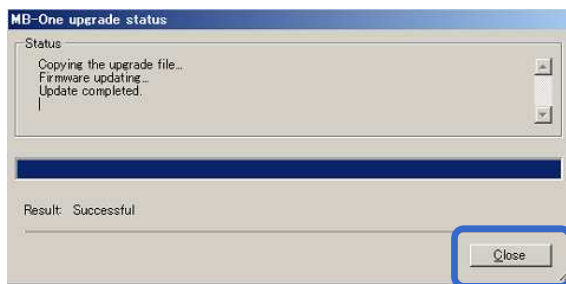 MB-One upgrade status
Status
Copying the upgrade file...
Firmware updating...
Update completed.
Result: Successful
Close